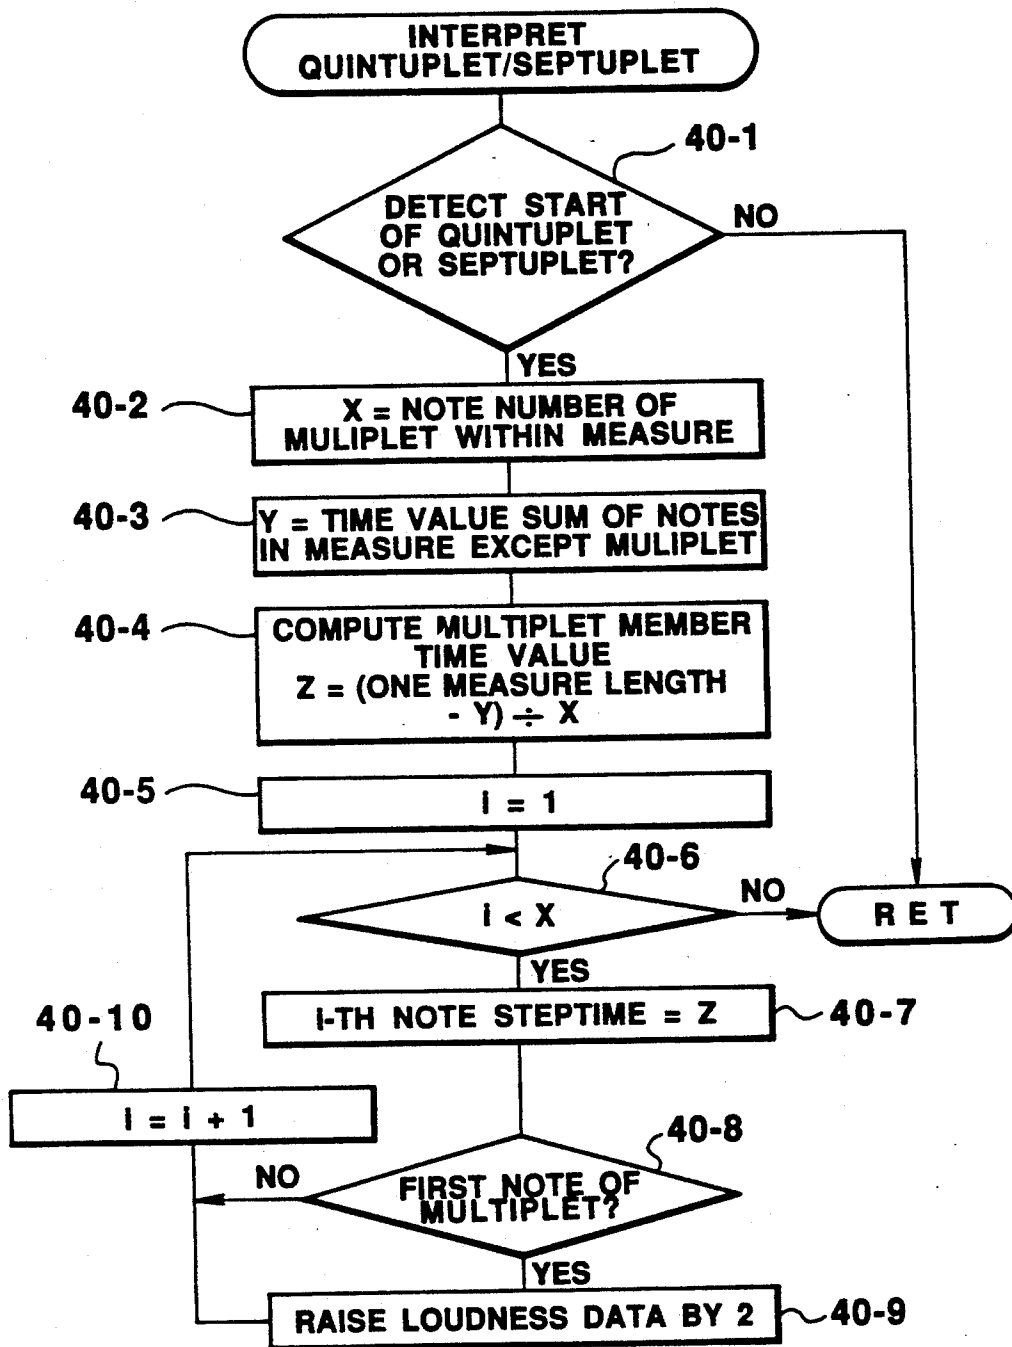 INTERPRET
QUINTUPLET/SEPTUPLET
40-1
DETECT START
OF QUINTUPLET
OR SEPTUPLET?
NO
YES
40-2
X = NOTE NUMBER OF
MULIPLET WITHIN MEASURE
40-3
Y = TIME VALUE SUM OF NOTES
IN MEASURE EXCEPT MULIPLET
40-4
COMPUTE MULTIPLET MEMBER
TIME VALUE
Z = (ONE MEASURE LENGTH
- Y) ÷ X
40-5
i = 1
40-6
i < X
NO
RET
YES
40-7
i-TH NOTE STEPTIME = Z
40-10
i = i + 1
40-8
FIRST NOTE OF
MULTIPLET?
NO
YES
RAISE LOUDNESS DATA BY 2
40-9